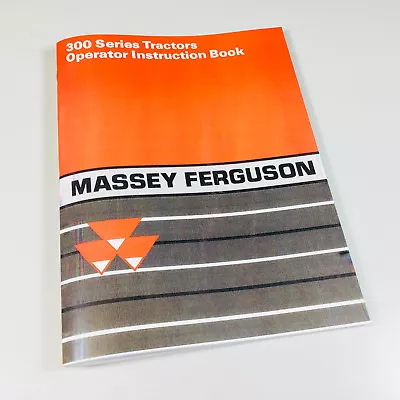 300 Series Tractors
Operator Instruction Book
MASSEY FERGUSON